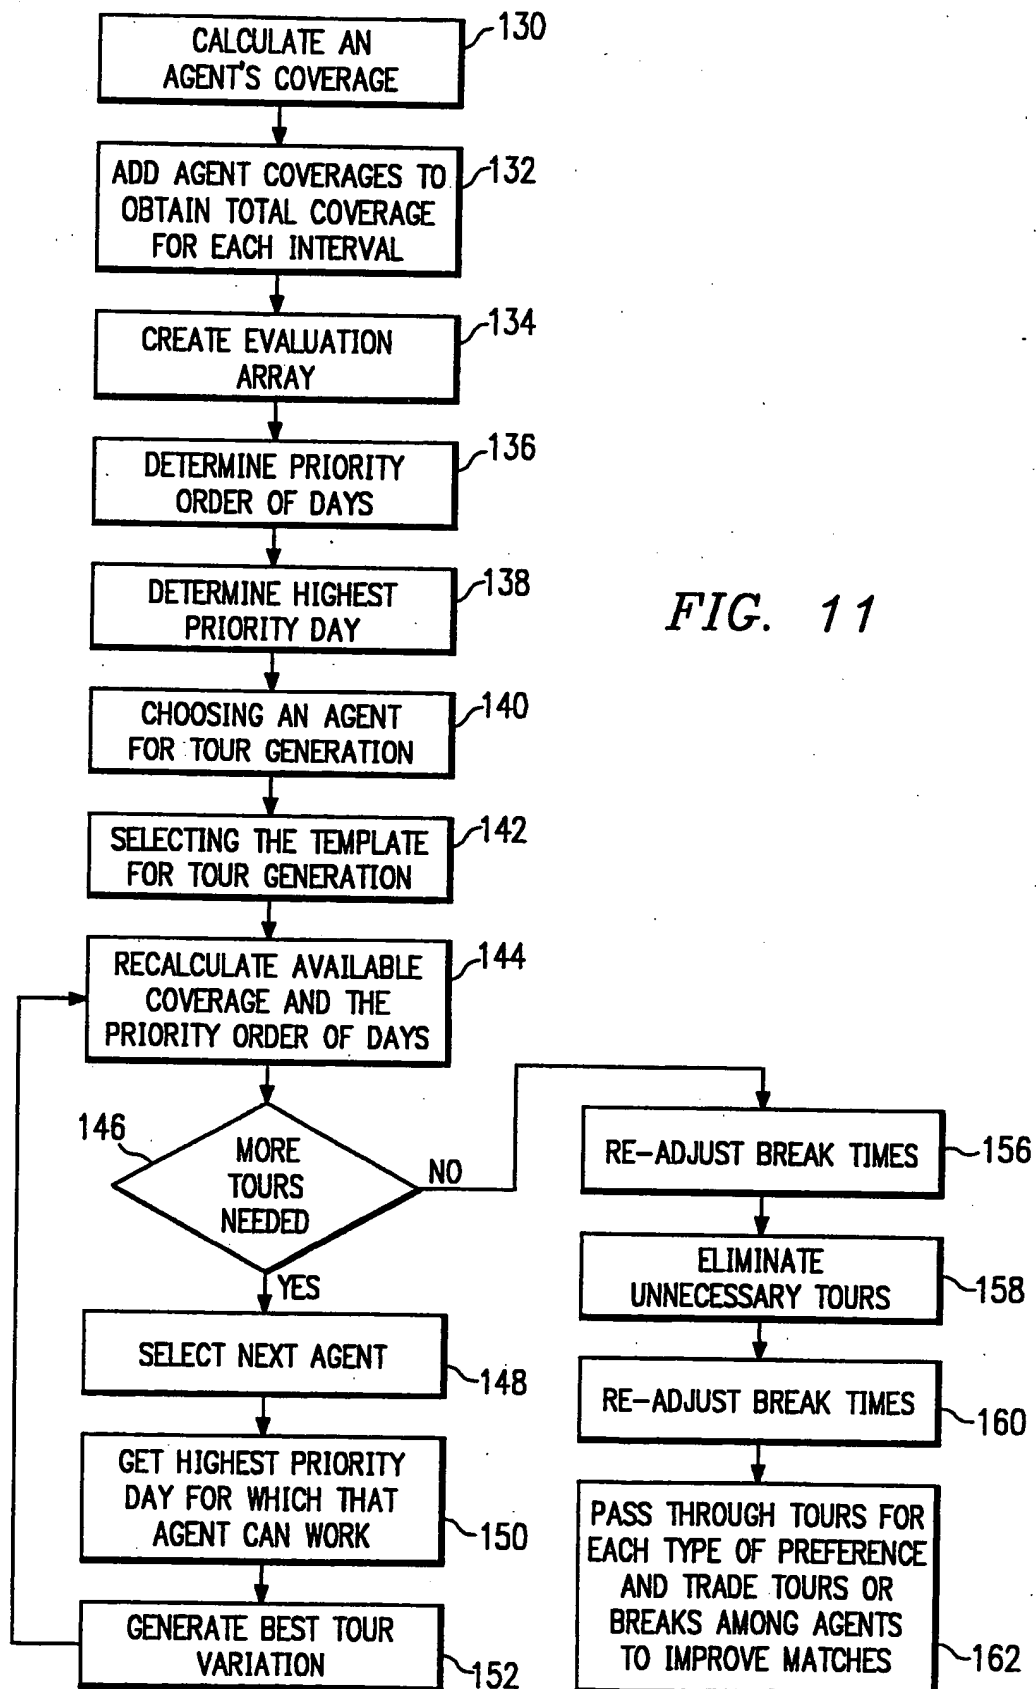 CALCULATE AN
AGENT'S COVERAGE
130
ADD AGENT COVERAGES TO
OBTAIN TOTAL COVERAGE
FOR EACH INTERVAL
132
CREATE EVALUATION
ARRAY
134
DETERMINE PRIORITY
ORDER OF DAYS
136
DETERMINE HIGHEST
PRIORITY DAY
138
FIG. 11
CHOOSING AN AGENT
FOR TOUR GENERATION
140
SELECTING THE TEMPLATE
FOR TOUR GENERATION
142
RECALCULATE AVAILABLE
COVERAGE AND THE
PRIORITY ORDER OF DAYS
144
146
MORE
TOURS
NEEDED
NO
YES
SELECT NEXT AGENT
148
GET HIGHEST PRIORITY
DAY FOR WHICH THAT
AGENT CAN WORK
150
GENERATE BEST TOUR
VARIATION
152
RE-ADJUST BREAK TIMES
156
ELIMINATE
UNNECESSARY TOURS
158
RE-ADJUST BREAK TIMES
160
PASS THROUGH TOURS FOR
EACH TYPE OF PREFERENCE
AND TRADE TOURS OR
BREAKS AMONG AGENTS
TO IMPROVE MATCHES
162